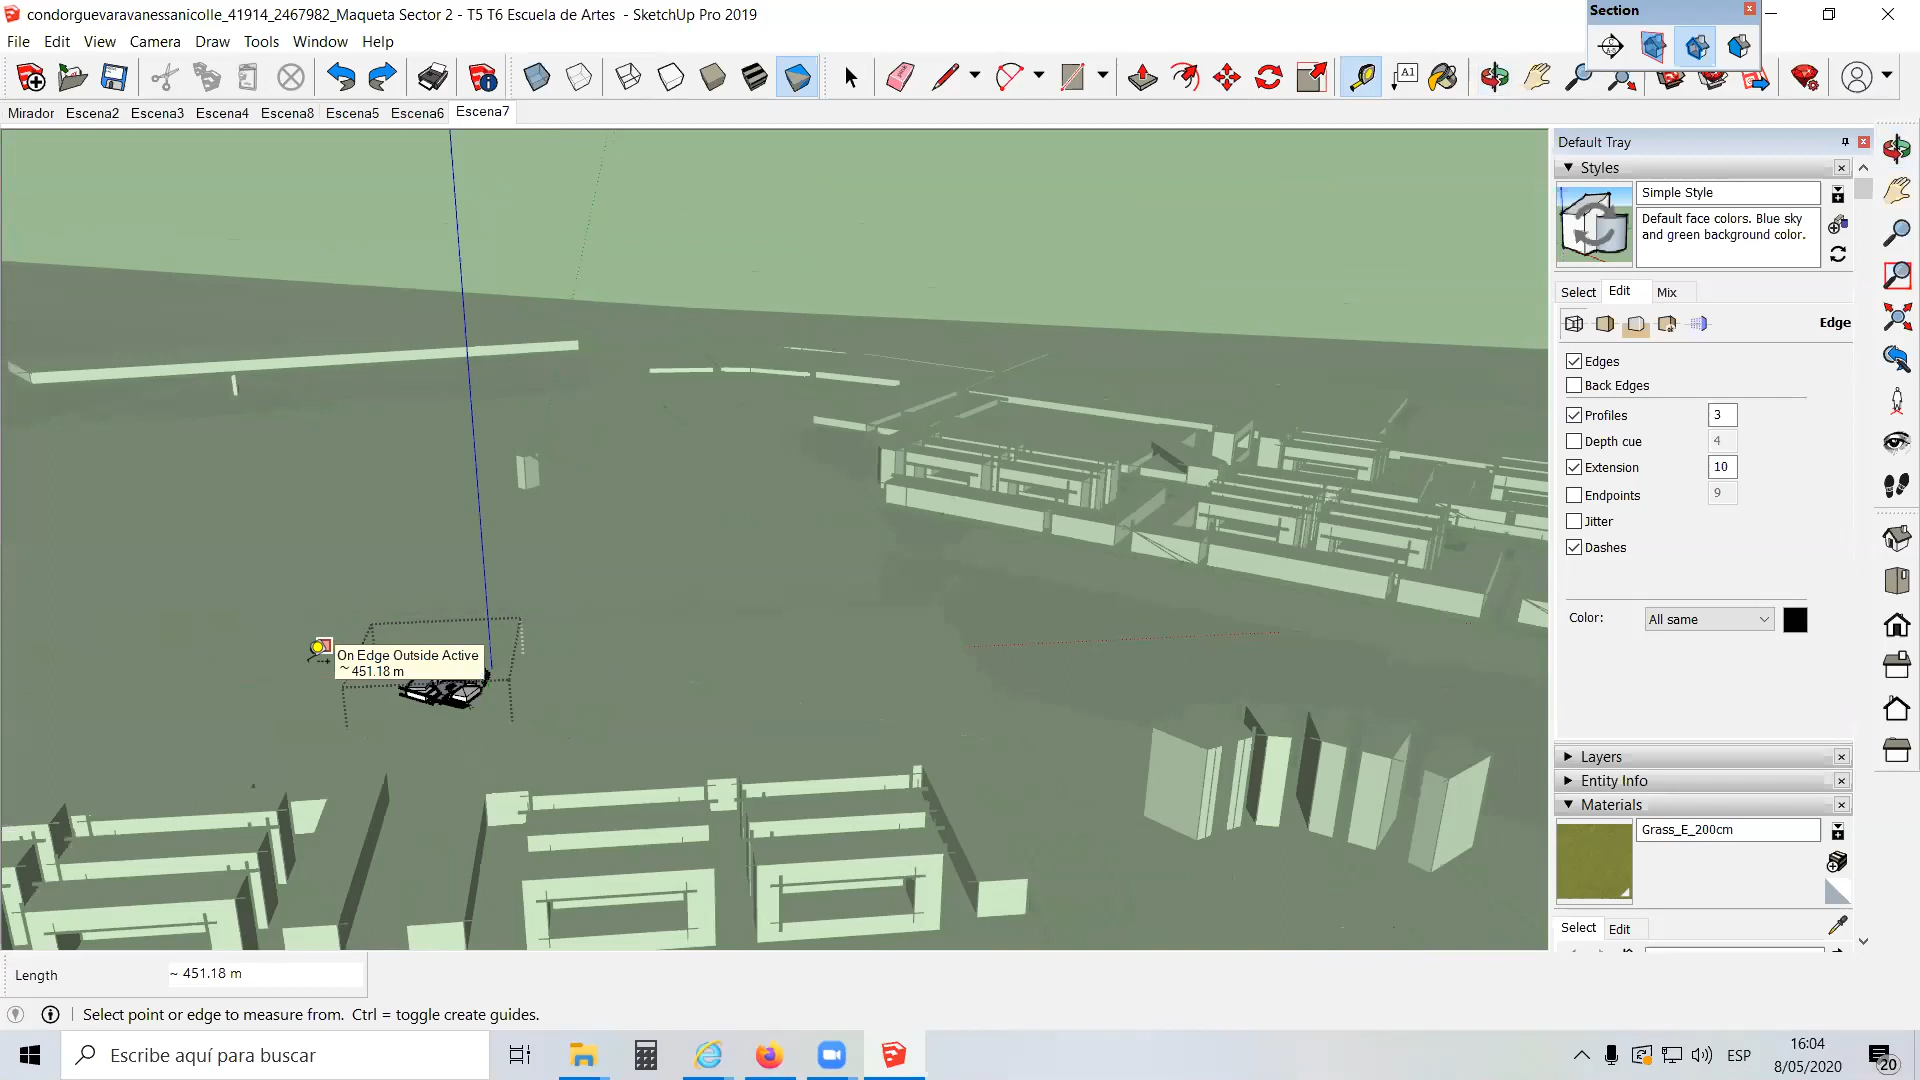 condorguevaravanessanicolle_41914_2467982_Maqueta Sector 2 - T5 T6 Escuela de Artes - SketchUp Pro 2019
Section
File Edit View Camera Draw Tools Window Help
A1
Mirador Escena2 Escena3 Escena4 Escena8 Escena5 Escena6 Escena7
Default Tray
Styles
Simple Style
Default face colors. Blue sky
and green background color.
Select Edit Mix
Edge
Edges
Back Edges
Profiles 3
Depth cue 4
Extension 10
Endpoints 9
Jitter
Dashes
Color: All same
On Edge Outside Active
~ 451.18 m
Layers
Entity Info
Materials
Grass_E_200cm
Select Edit
Length ~ 451.18 m
Select point or edge to measure from. Ctrl = toggle create guides.
Escribe aquí para buscar
ESP
16:04
8/05/2020
20